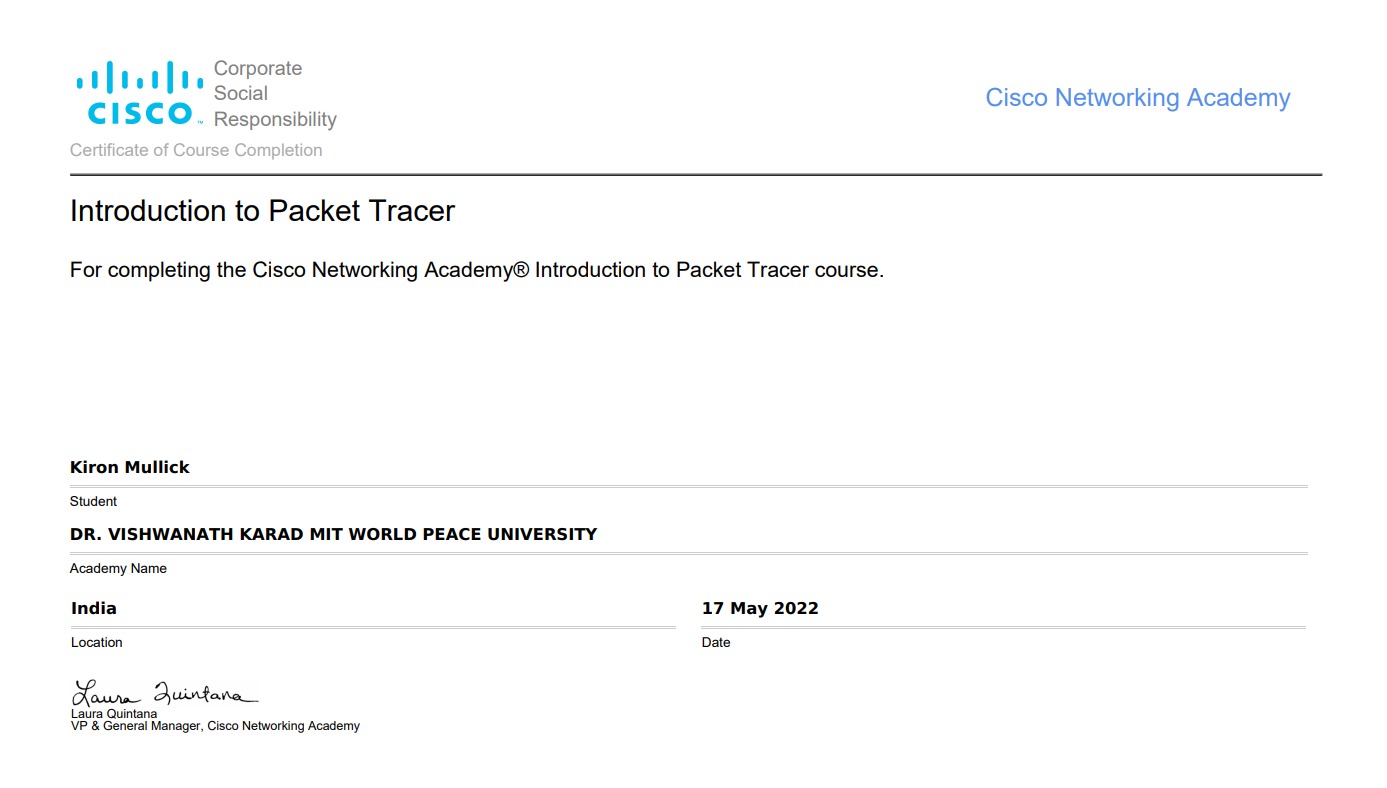 Corporate
Social
Responsibility
CISCO™
Cisco Networking Academy
Certificate of Course Completion
Introduction to Packet Tracer
For completing the Cisco Networking Academy® Introduction to Packet Tracer course.
Kiron Mullick
Student
DR. VISHWANATH KARAD MIT WORLD PEACE UNIVERSITY
Academy Name
India
17 May 2022
Location
Date
Laura Quintana
Laura Quintana
VP & General Manager, Cisco Networking Academy